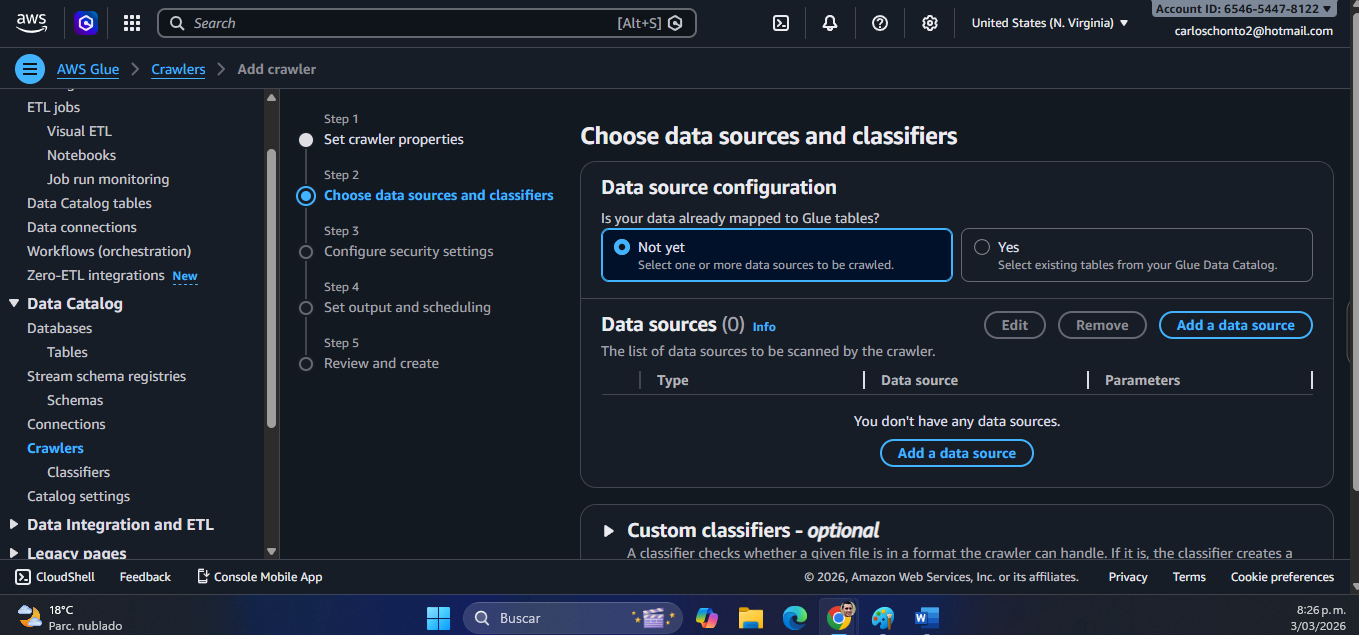 aws
Search
[Alt+S]
United States (N. Virginia)
Account ID: 6546-5447-8122
carloschonto2@hotmail.com
AWS Glue
Crawlers
Add crawler
ETL jobs
Visual ETL
Notebooks
Job run monitoring
Data Catalog tables
Data connections
Workflows (orchestration)
Zero-ETL integrations New
Data Catalog
Databases
Tables
Stream schema registries
Schemas
Connections
Crawlers
Classifiers
Catalog settings
Data Integration and ETL
Legacy pages
Step 1
Set crawler properties
Step 2
Choose data sources and classifiers
Step 3
Configure security settings
Step 4
Set output and scheduling
Step 5
Review and create
Choose data sources and classifiers
Data source configuration
Is your data already mapped to Glue tables?
Not yet
Select one or more data sources to be crawled.
Yes
Select existing tables from your Glue Data Catalog.
Data sources (0) Info
Edit
Remove
Add a data source
The list of data sources to be scanned by the crawler.
Type
Data source
Parameters
You don't have any data sources.
Add a data source
Custom classifiers - optional
A classifier checks whether a given file is in a format the crawler can handle. If it is, the classifier creates a
CloudShell
Feedback
Console Mobile App
© 2026, Amazon Web Services, Inc. or its affiliates.
Privacy
Terms
Cookie preferences
18°C
Parc. nublado
Buscar
8:26 p.m.
3/03/2026